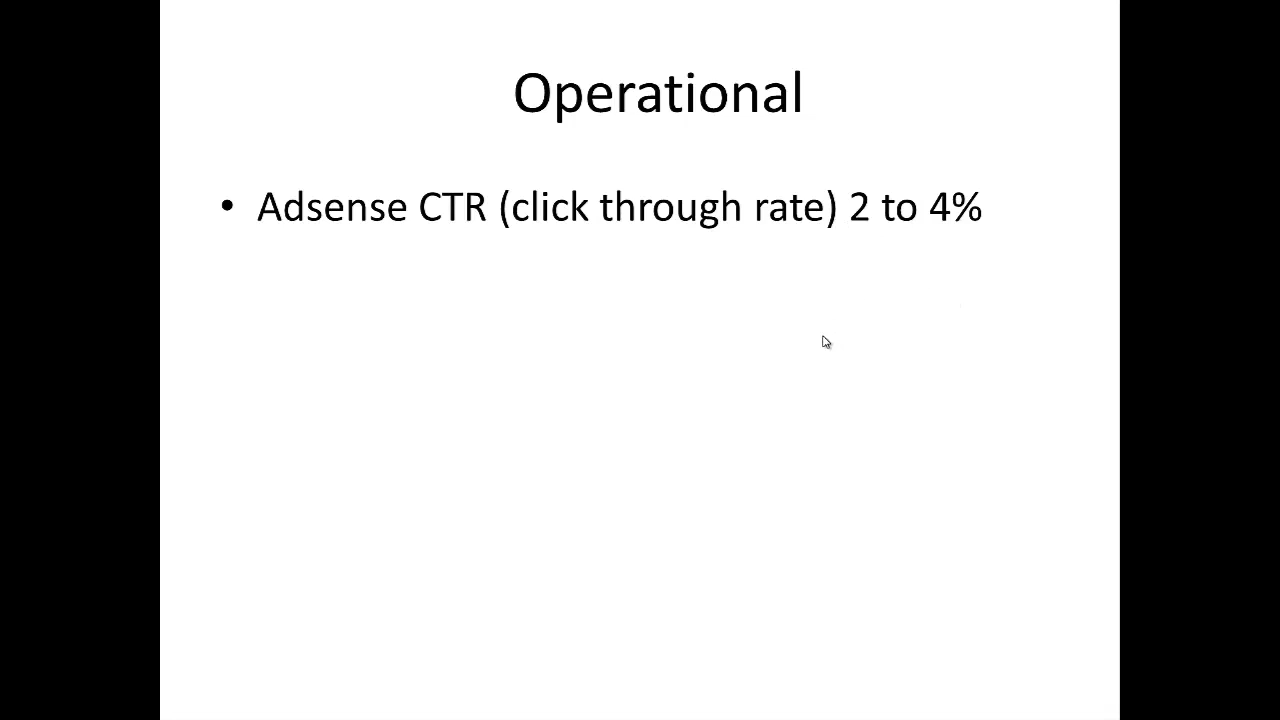 Operational
• Adsense CTR (click through rate) 2 to 4%